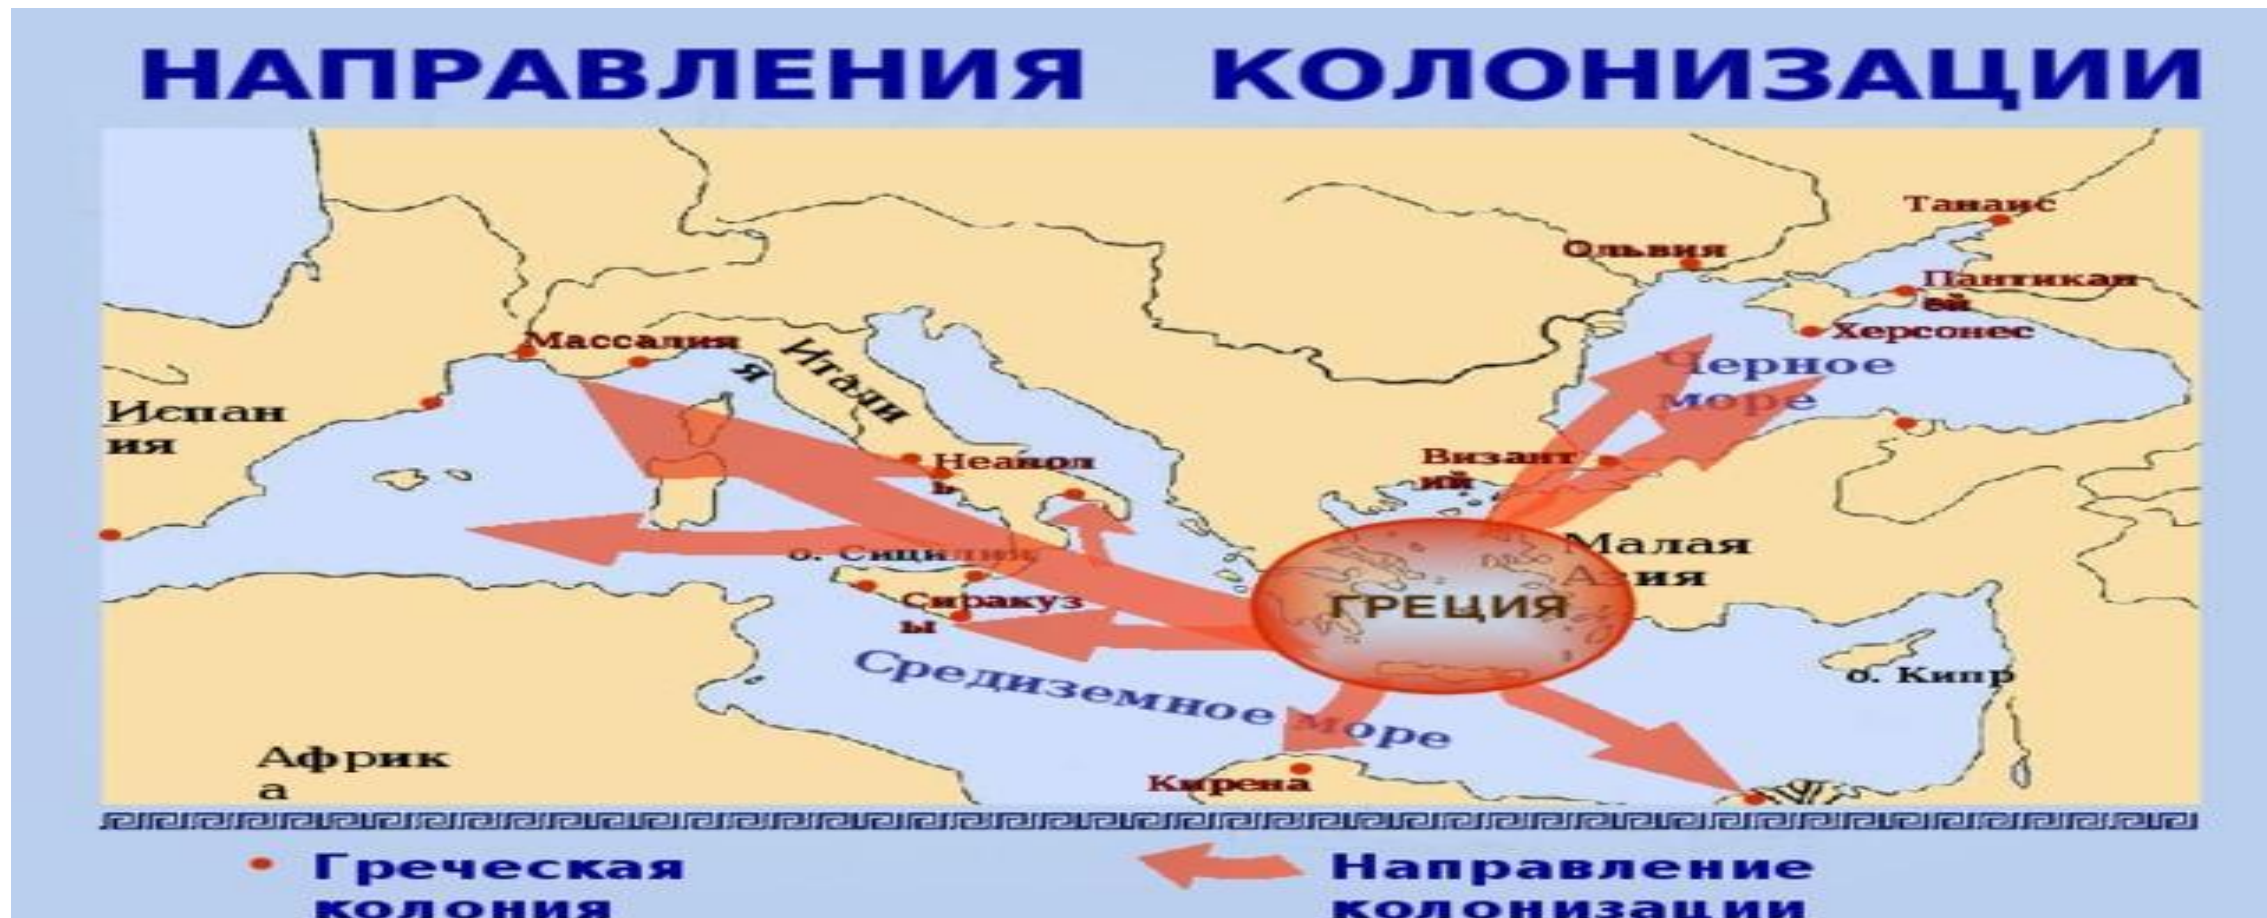 НАПРАВЛЕНИЯ КОЛОНИЗАЦИИ
Танаис
Ольвия
Пантикап
ей
Херсонес
Черное
море
Массалия
Итали
я
Испан
ия
Неапол
ь
Визант
ий
Малая
Азия
о. Сицилия
Сиракуз
ы
ГРЕЦИЯ
Средиземное море
о. Кипр
Африк
а
Кирена
Греческая
колония
Направление
колонизации